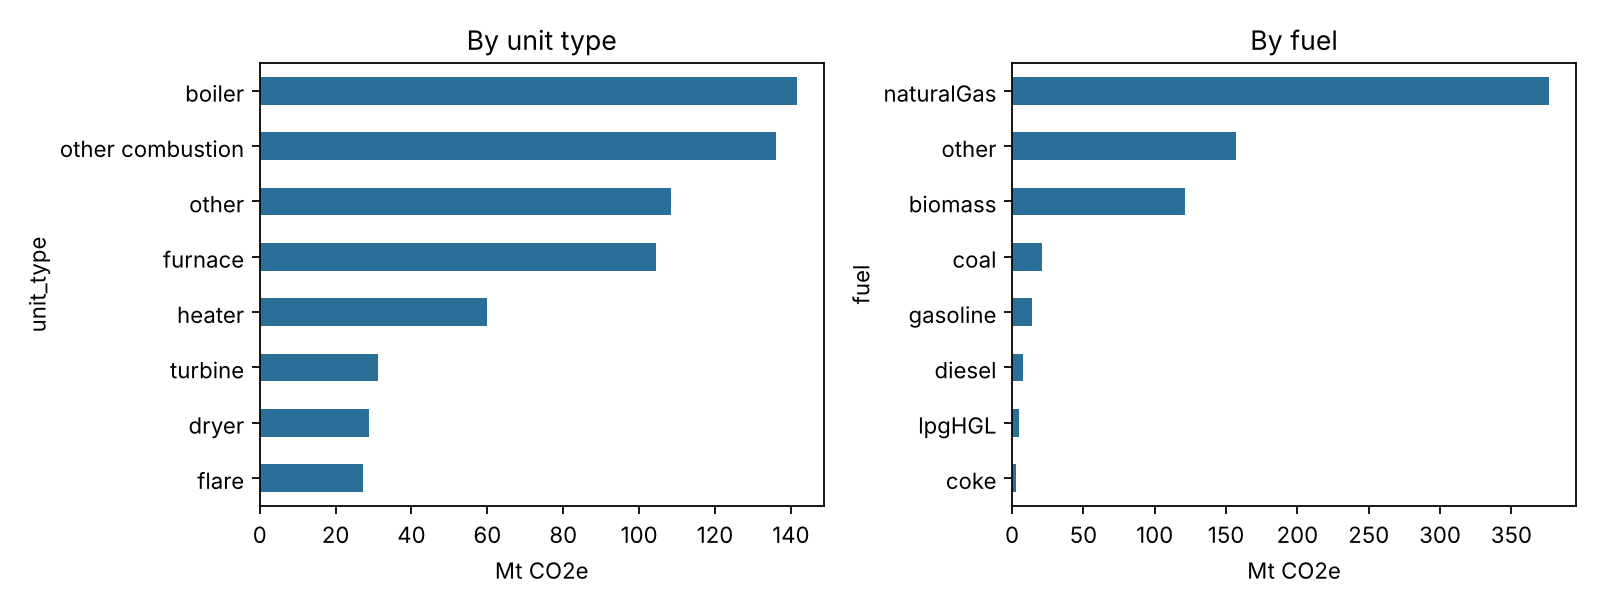 By unit type
unit_type
boiler
other combustion
other
furnace
heater
turbine
dryer
flare
0 20 40 60 80 100 120 140
Mt CO2e
By fuel
fuel
naturalGas
other
biomass
coal
gasoline
diesel
lpgHGL
coke
0 50 100 150 200 250 300 350
Mt CO2e